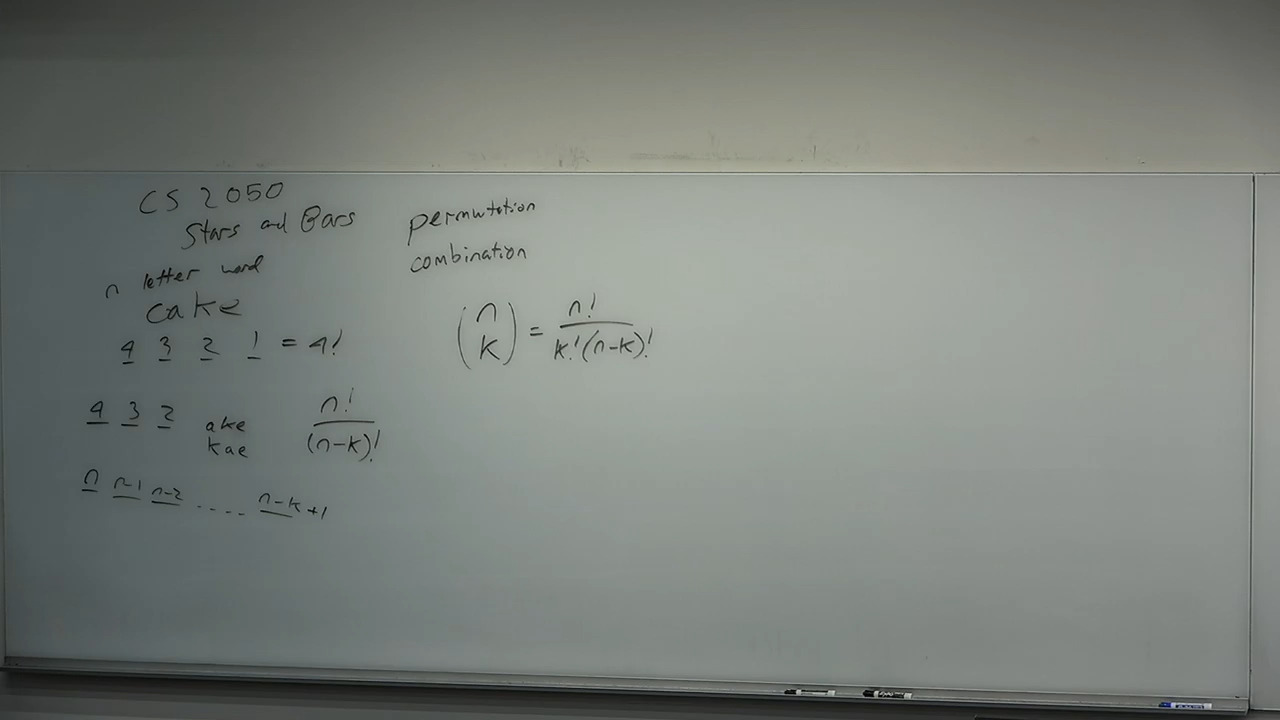 CS 2050
Stars and Bars
n letter word
cake
4 3 2 1 = 4!
4 3 2 ake
kae
n!
(n-k)!
n n-1 n-2 .... n-k+1
permutation
combination
(n k) = n! / k!(n-k)!